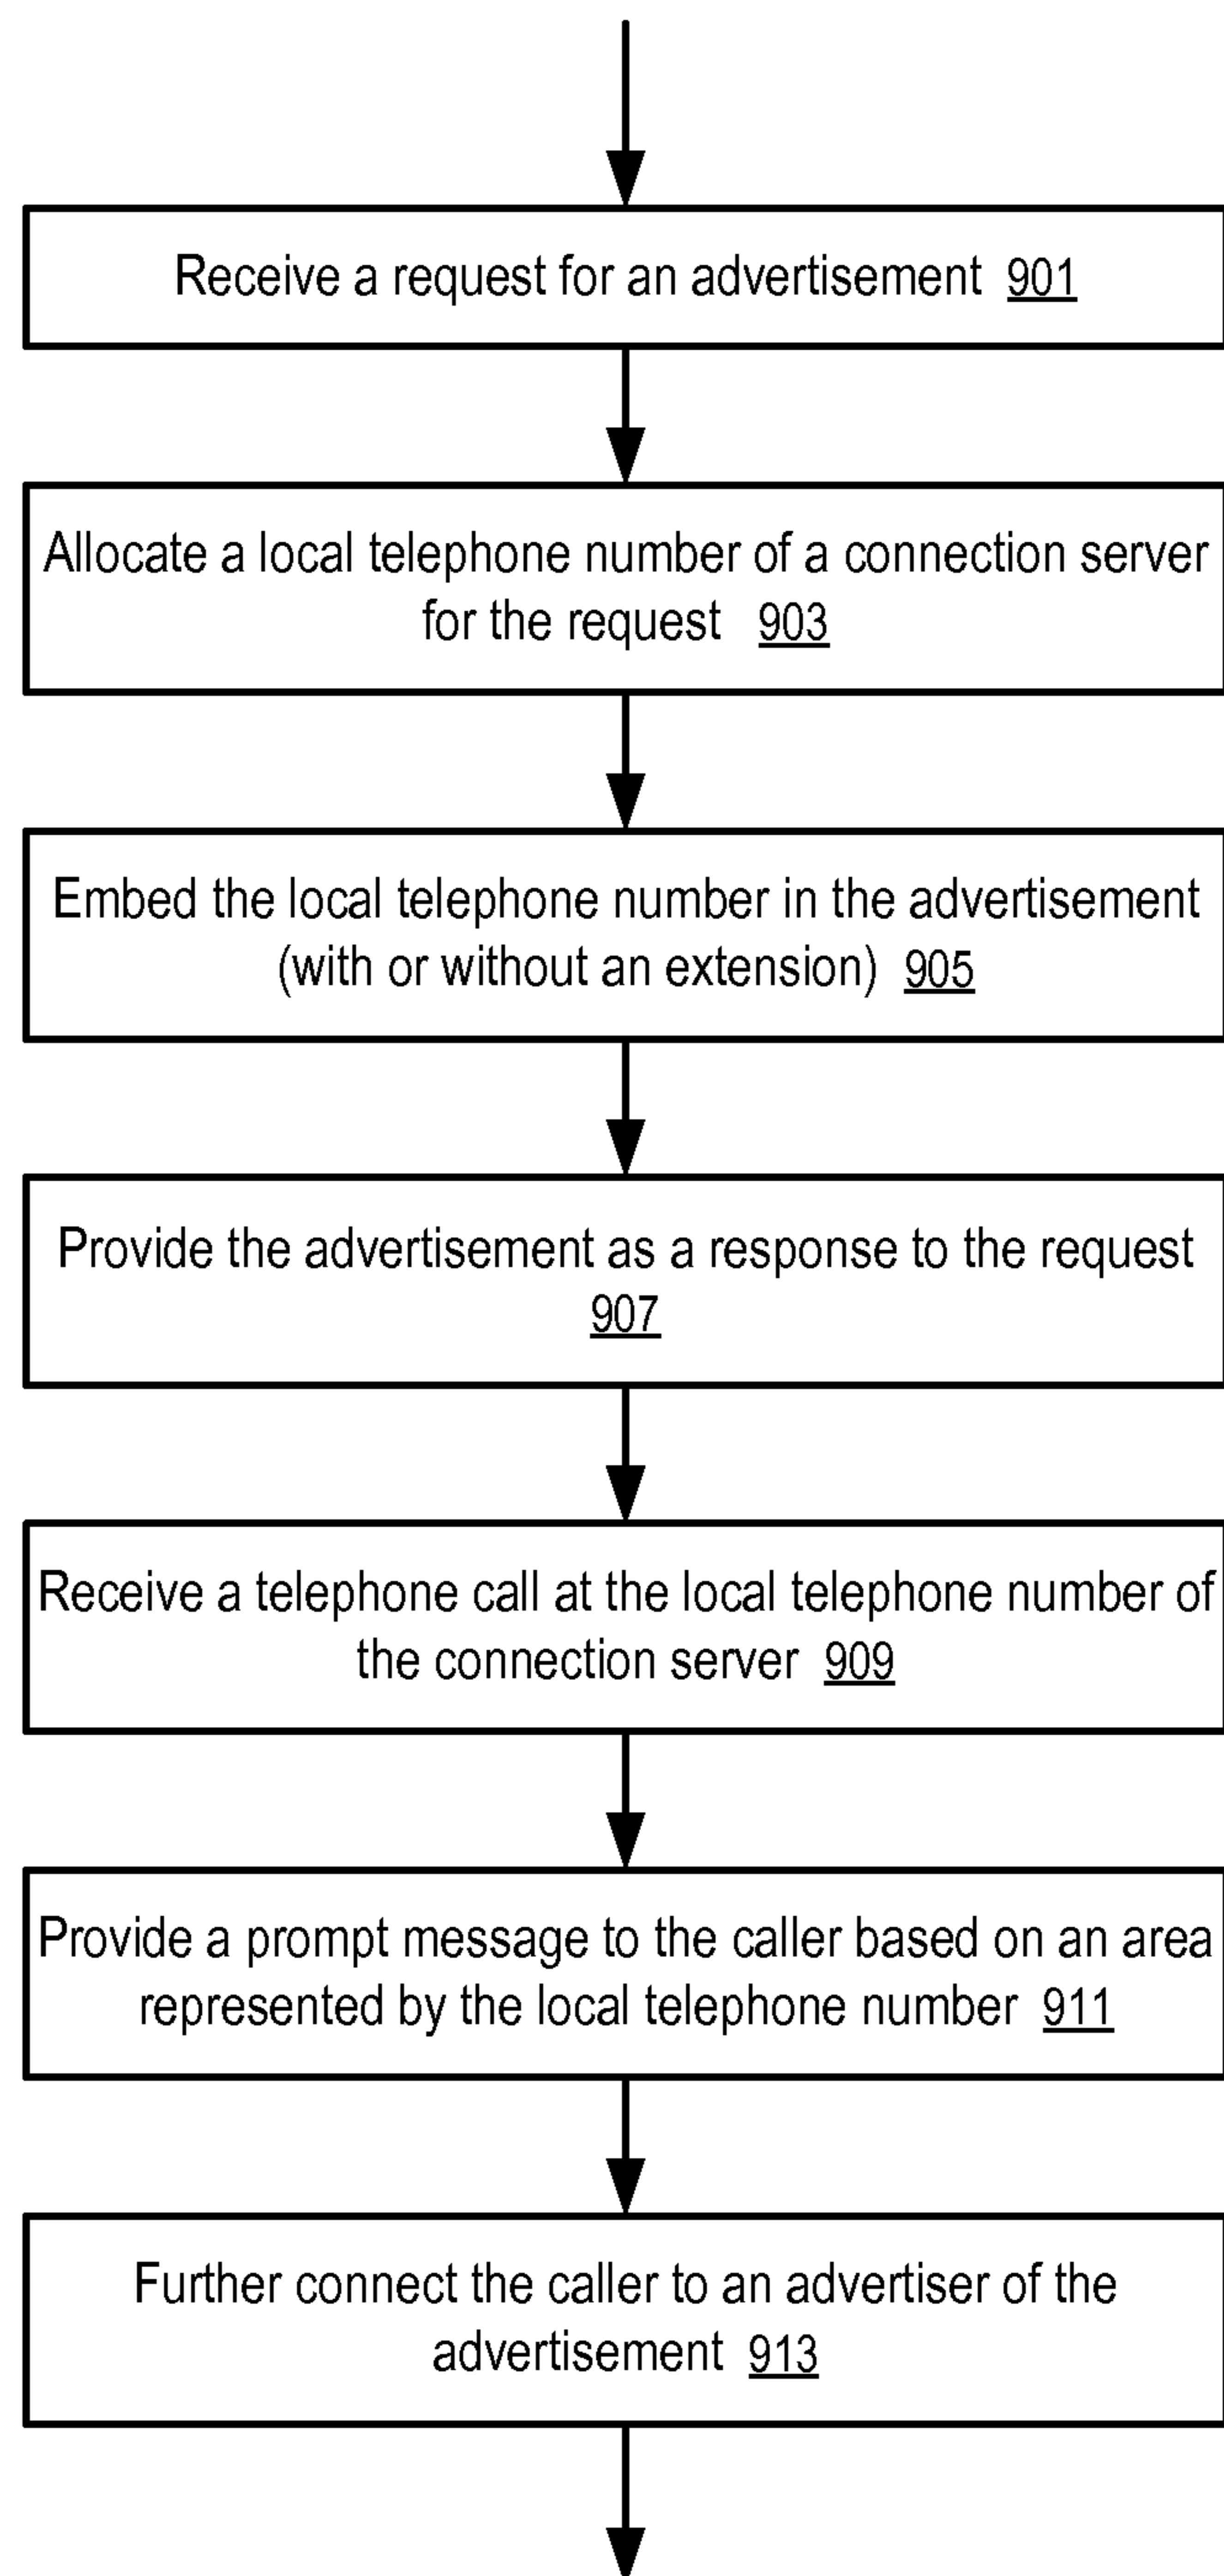 Receive a request for an advertisement 901
Allocate a local telephone number of a connection server
for the request 903
Embed the local telephone number in the advertisement
(with or without an extension) 905
Provide the advertisement as a response to the request
907
Receive a telephone call at the local telephone number of
the connection server 909
Provide a prompt message to the caller based on an area
represented by the local telephone number 911
Further connect the caller to an advertiser of the
advertisement 913